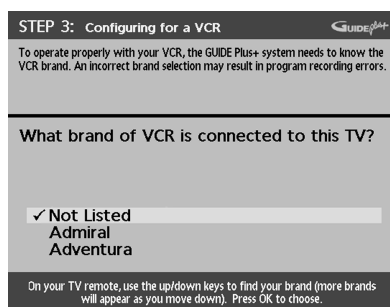 STEP 3: Configuring for a VCR
GUIDE plus+
To operate properly with your VCR, the GUIDE Plus+ system needs to know the
VCR brand. An incorrect brand selection may result in program recording errors.
What brand of VCR is connected to this TV?
✓ Not Listed
Admiral
Adventura
On your TV remote, use the up/down keys to find your brand (more brands
will appear as you move down). Press OK to choose.